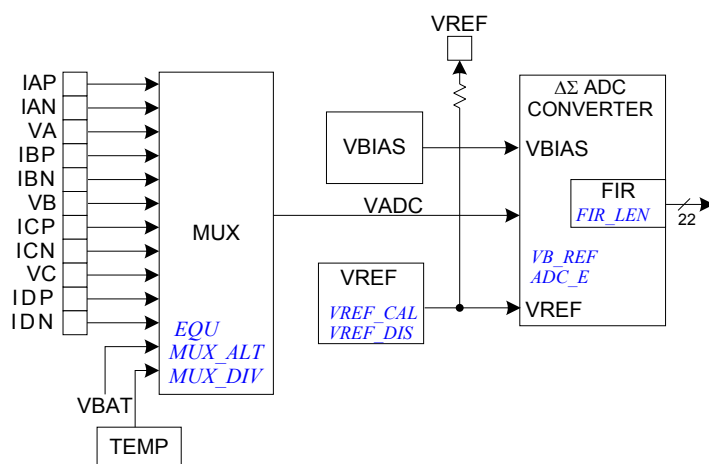 VREF
IAP
IAN
VA
IBP
IBN
VB
ICP
ICN
VC
IDP
IDN
VBAT
TEMP
MUX
EQU
MUX_ALT
MUX_DIV
VBIAS
VADC
VREF
VREF_CAL
VREF_DIS
ΔΣ ADC
CONVERTER
VBIAS
FIR
FIR_LEN
VB_REF
ADC_E
VREF
22